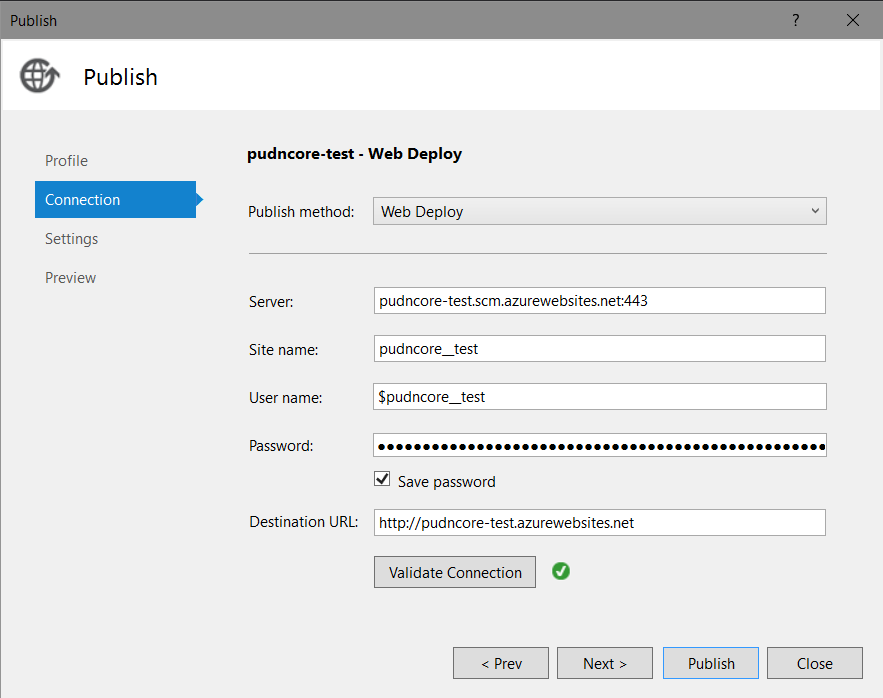 Publish
?
Publish
Profile
Connection
Settings
Preview
pudncore-test - Web Deploy
Publish method: Web Deploy
Server: pudncore-test.scm.azurewebsites.net:443
Site name: pudncore__test
User name: $pudncore__test
Password: ●●●●●●●●●●●●●●●●●●●●●●●●●●●●●●●●●●●●●●●●●●●●●●●●●●
Save password
Destination URL: http://pudncore-test.azurewebsites.net
Validate Connection
< Prev Next > Publish Close